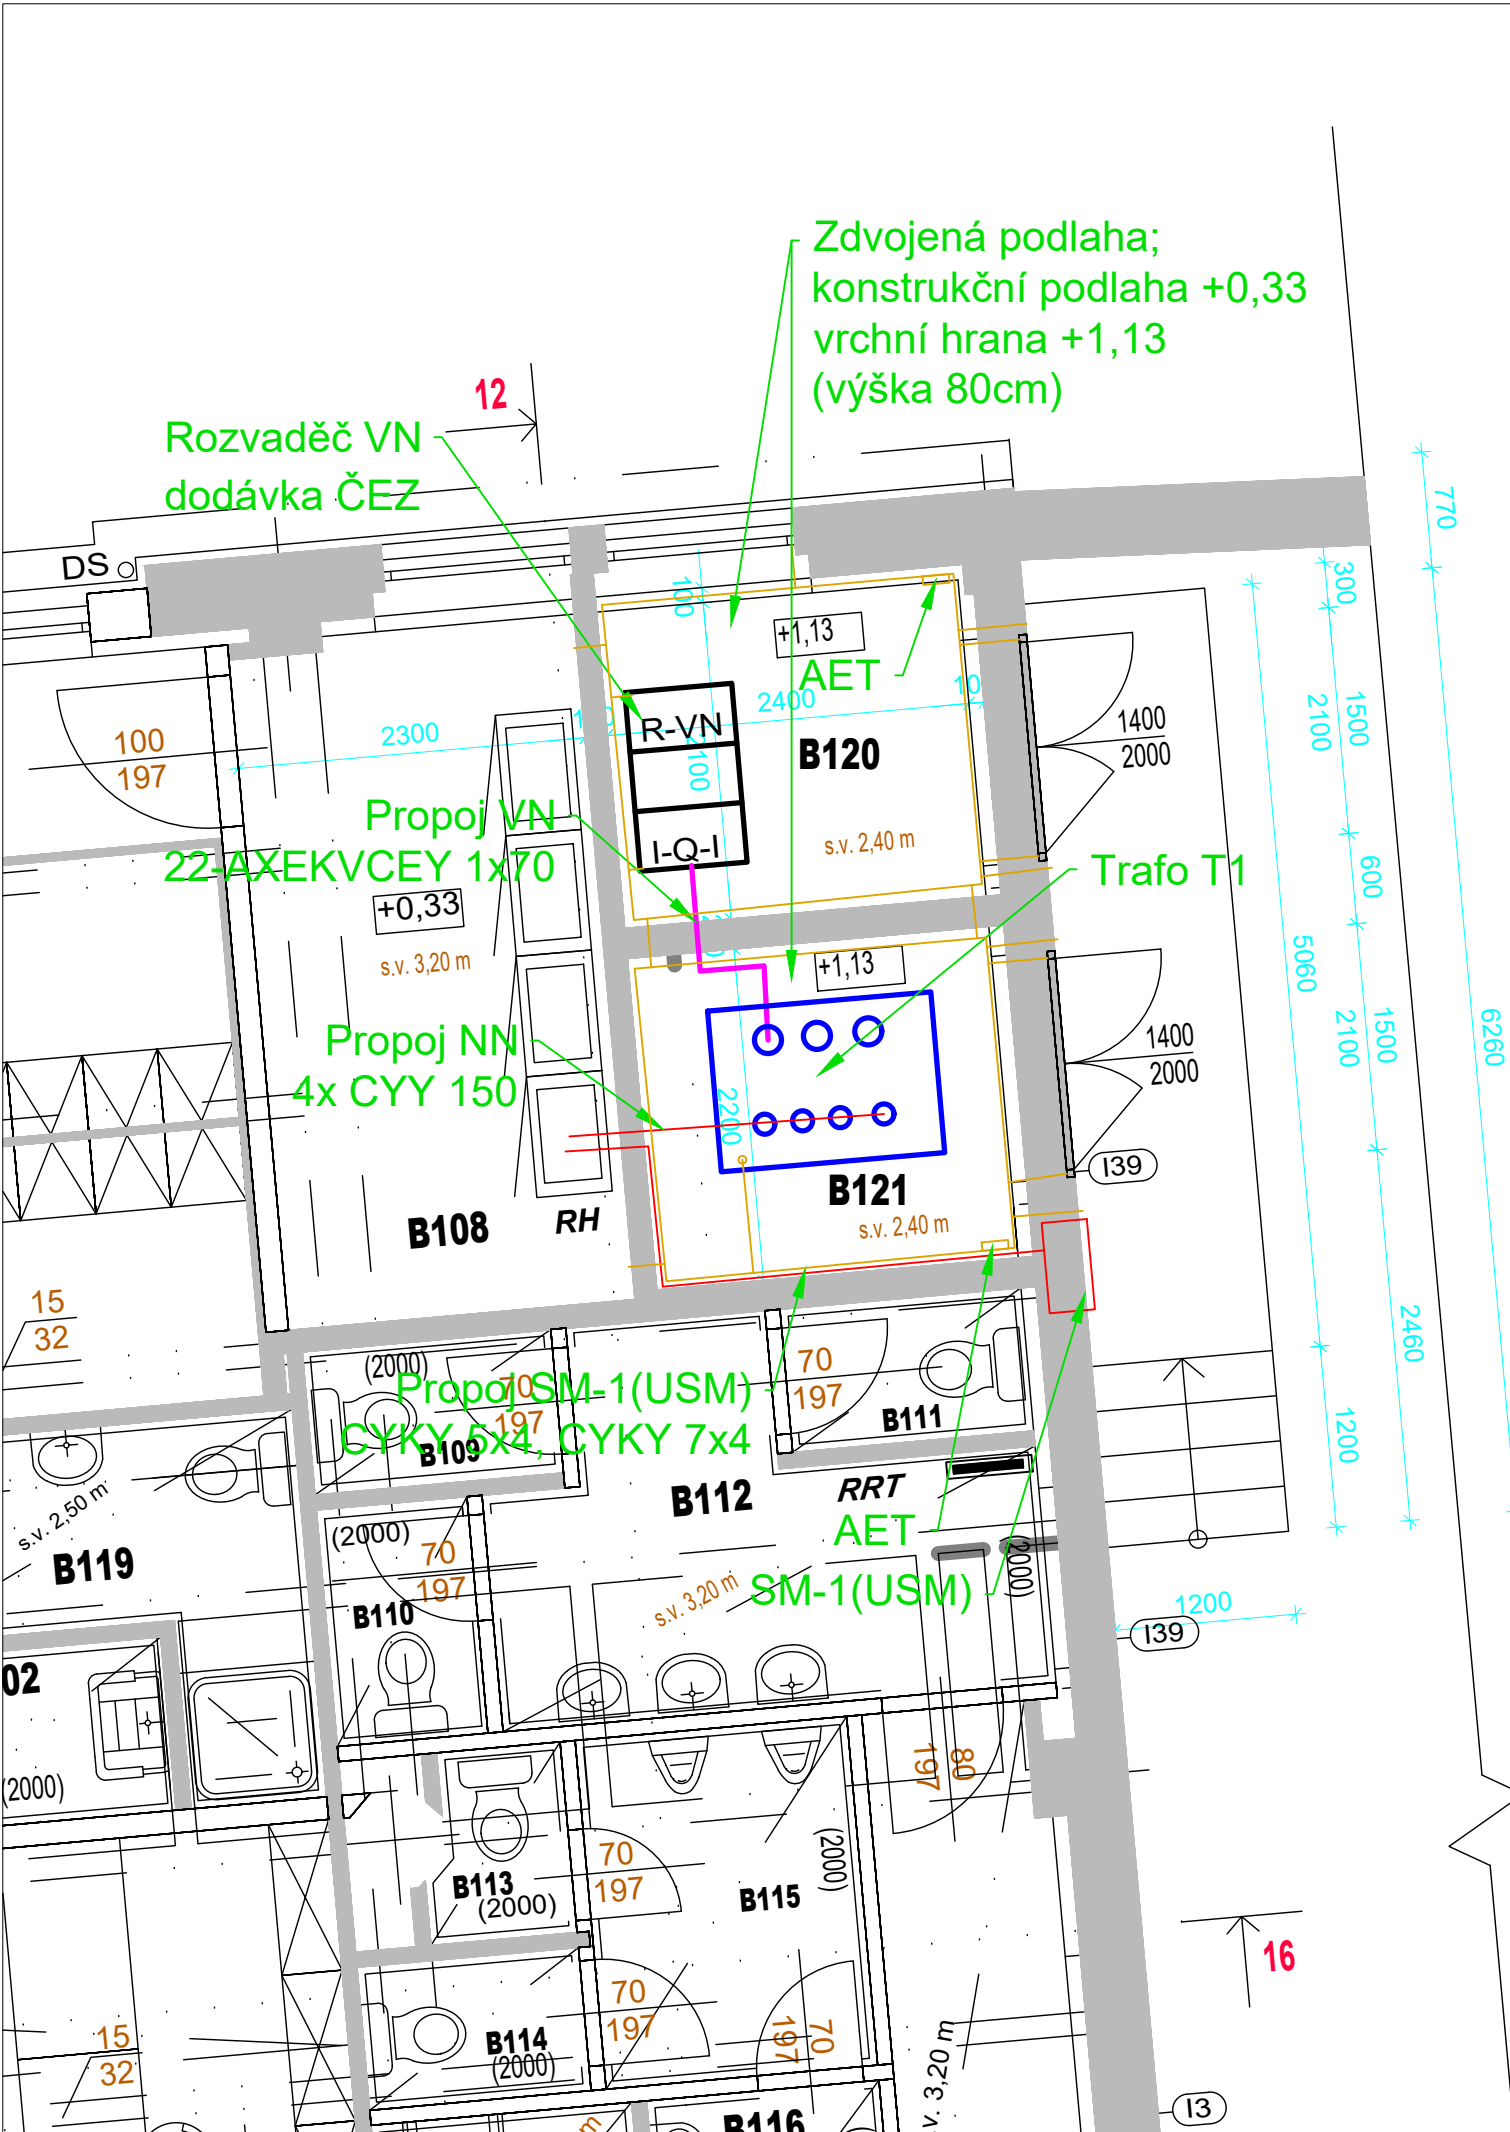 Zdvojená podlaha;
konstrukční podlaha +0,33
vrchní hrana +1,13
(výška 80cm)
12
Rozvaděč VN
dodávka ČEZ
DS
770
300
100
+1,13
AET
2400
10
2300
R-VN
2100
B120
1400
2000
2100
1500
100
197
Propoj VN
22-AXEKVCEY 1x70
I-Q-I
s.v. 2,40 m
Trafo T1
600
+0,33
s.v. 3,20 m
+1,13
5060
Propoj NN
4x CYY 150
1400
2000
2100
1500
6260
2200
B121
s.v. 2,40 m
I39
B108
RH
15
32
2460
(2000)
70
197
Propoj SM-1(USM)
CYKY 5x4, CYKY 7x4
70
197
B111
B109
1200
s.v. 2,50 m
B119
(2000)
70
197
B112
RRT
AET
SM-1(USM)
(2000)
B110
s.v. 3,20 m
1200
I39
02
(2000)
197
80
70
197
(2000)
B113
(2000)
B115
16
70
197
197
70
15
32
B114
(2000)
v. 3,20 m
I3
B116
m